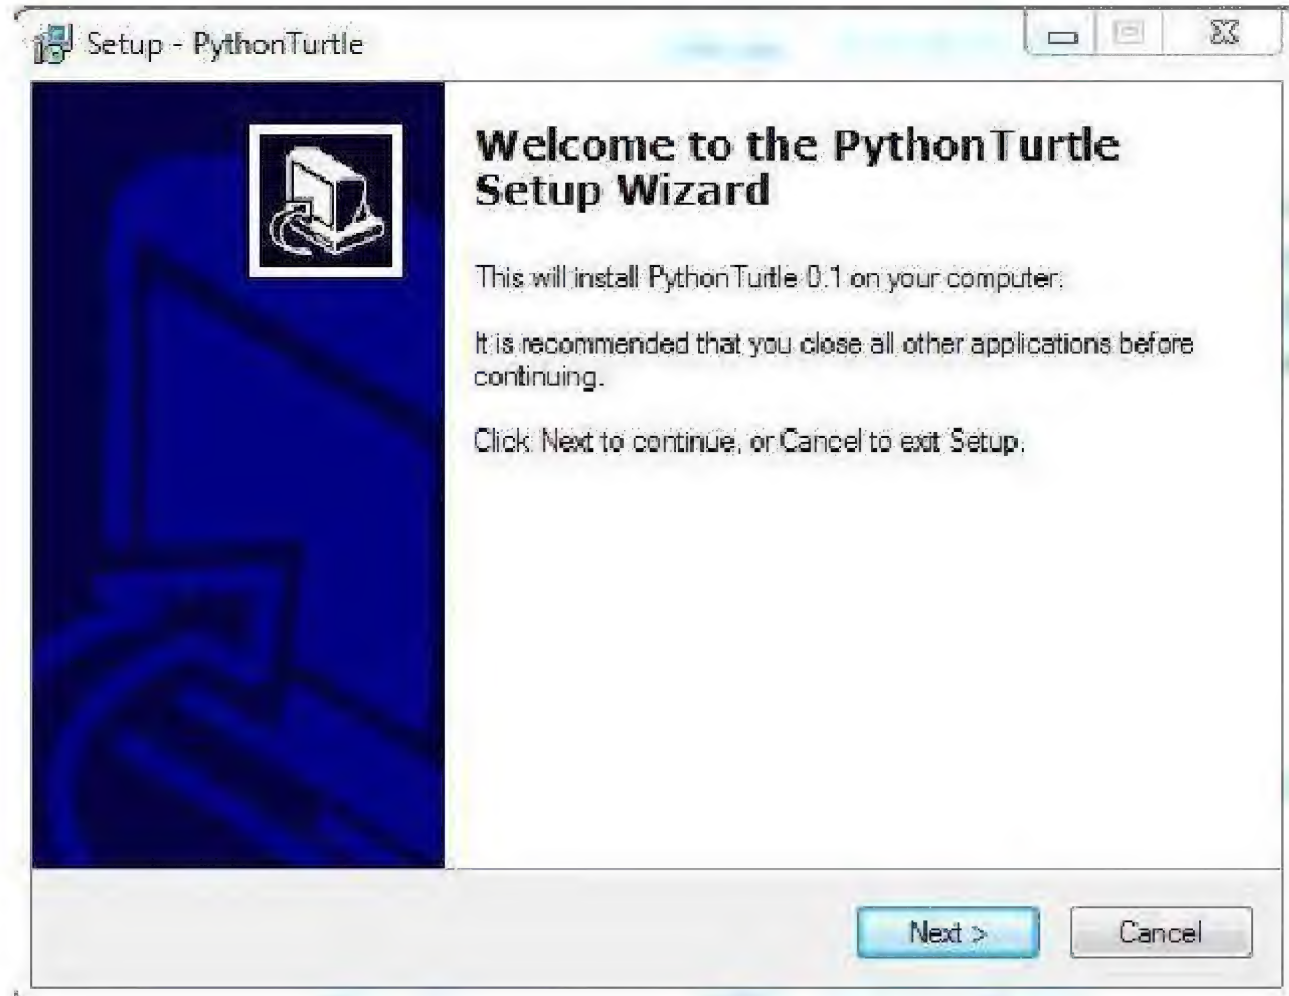 Setup - PythonTurtle
Welcome to the PythonTurtle
Setup Wizard
This will install PythonTurtle 0.1 on your computer.
It is recommended that you close all other applications before
continuing.
Click Next to continue, or Cancel to exit Setup.
Next >
Cancel